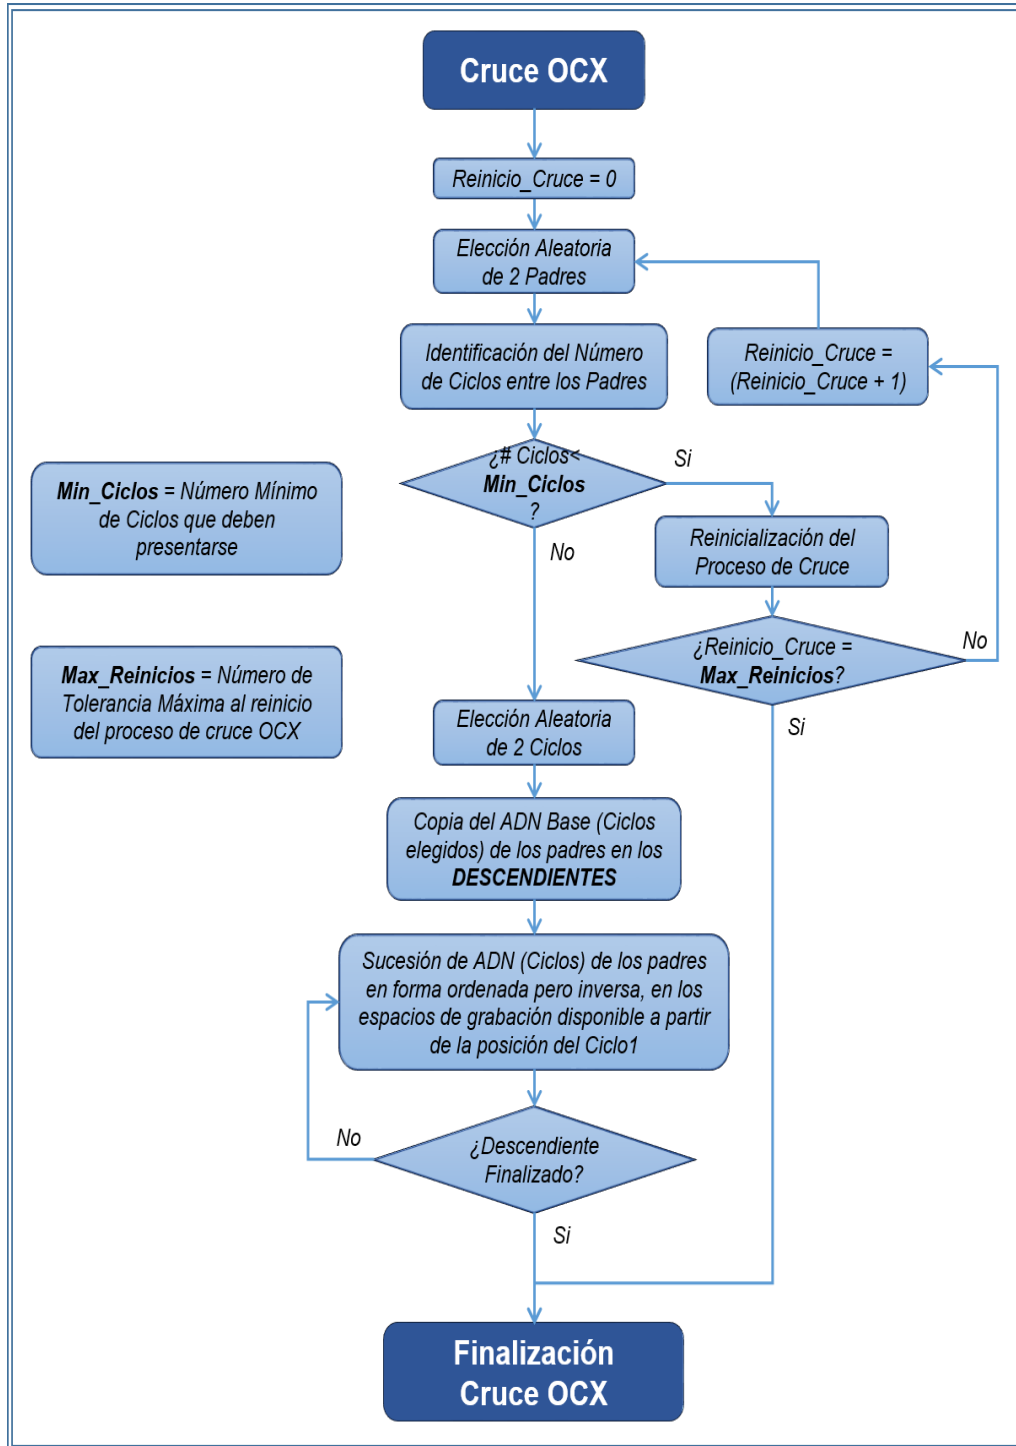 Cruce OCX
Reinicio_Cruce = 0
Elección Aleatoria
de 2 Padres
Identificación del Número
de Ciclos entre los Padres
Reinicio_Cruce =
(Reinicio_Cruce + 1)
¿# Ciclos<
Min_Ciclos
?
Si
No
Min_Ciclos = Número Mínimo
de Ciclos que deben
presentarse
Reinicialización del
Proceso de Cruce
¿Reinicio_Cruce =
Max_Reinicios?
No
Si
Max_Reinicios = Número de
Tolerancia Máxima al reinicio
del proceso de cruce OCX
Elección Aleatoria
de 2 Ciclos
Copia del ADN Base (Ciclos
elegidos) de los padres en los
DESCENDIENTES
Sucesión de ADN (Ciclos) de los padres
en forma ordenada pero inversa, en los
espacios de grabación disponible a partir
de la posición del Ciclo1
No
¿Descendiente
Finalizado?
Si
Finalización
Cruce OCX